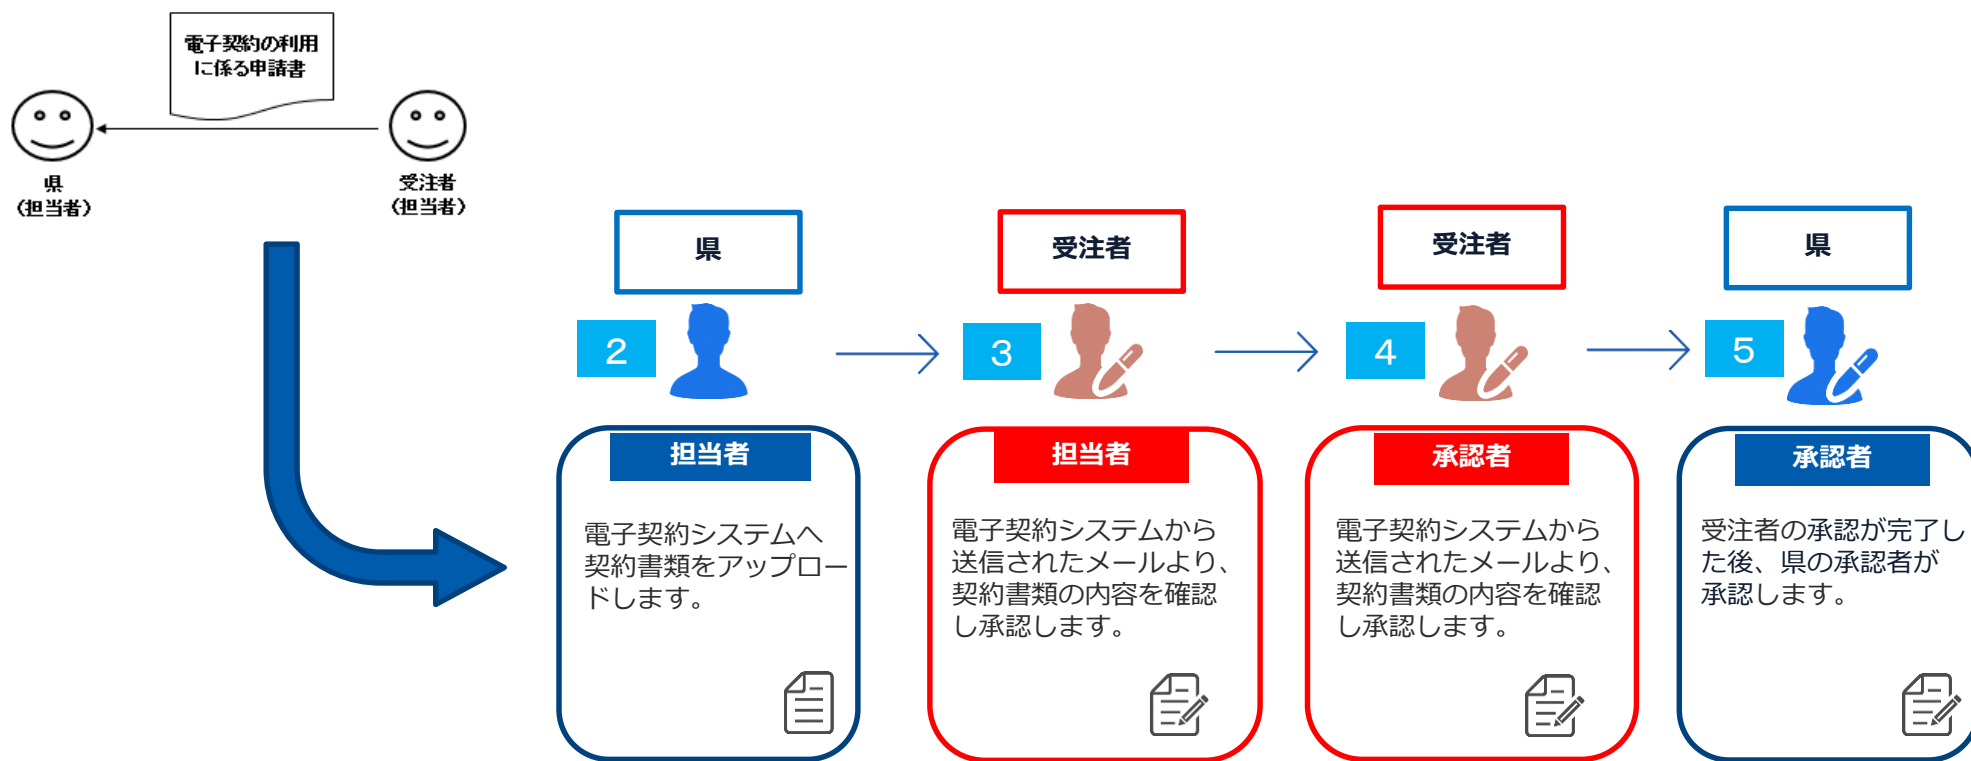 電子契約の利用
に係る申請書
県
(担当者)
受注者
(担当者)
県
受注者
受注者
県
2
3
4
5
担当者
担当者
承認者
承認者
電子契約システムへ
契約書類をアップロー
ドします。
電子契約システムから
送信されたメールより、
契約書類の内容を確認
し承認します。
電子契約システムから
送信されたメールより、
契約書類の内容を確認
し承認します。
受注者の承認が完了し
た後、県の承認者が
承認します。